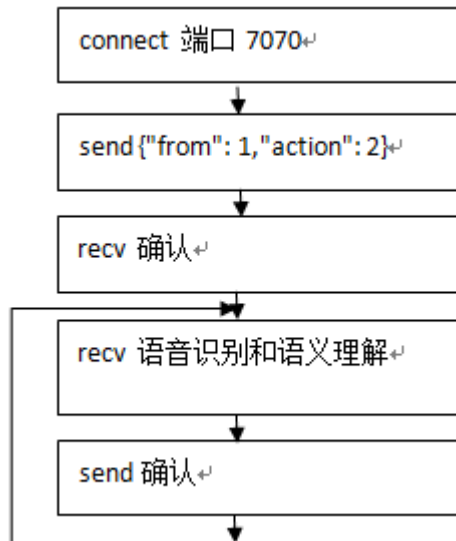 connect 端口 7070
send {"from": 1,"action": 2}
recv 确认
recv 语音识别和语义理解
send 确认